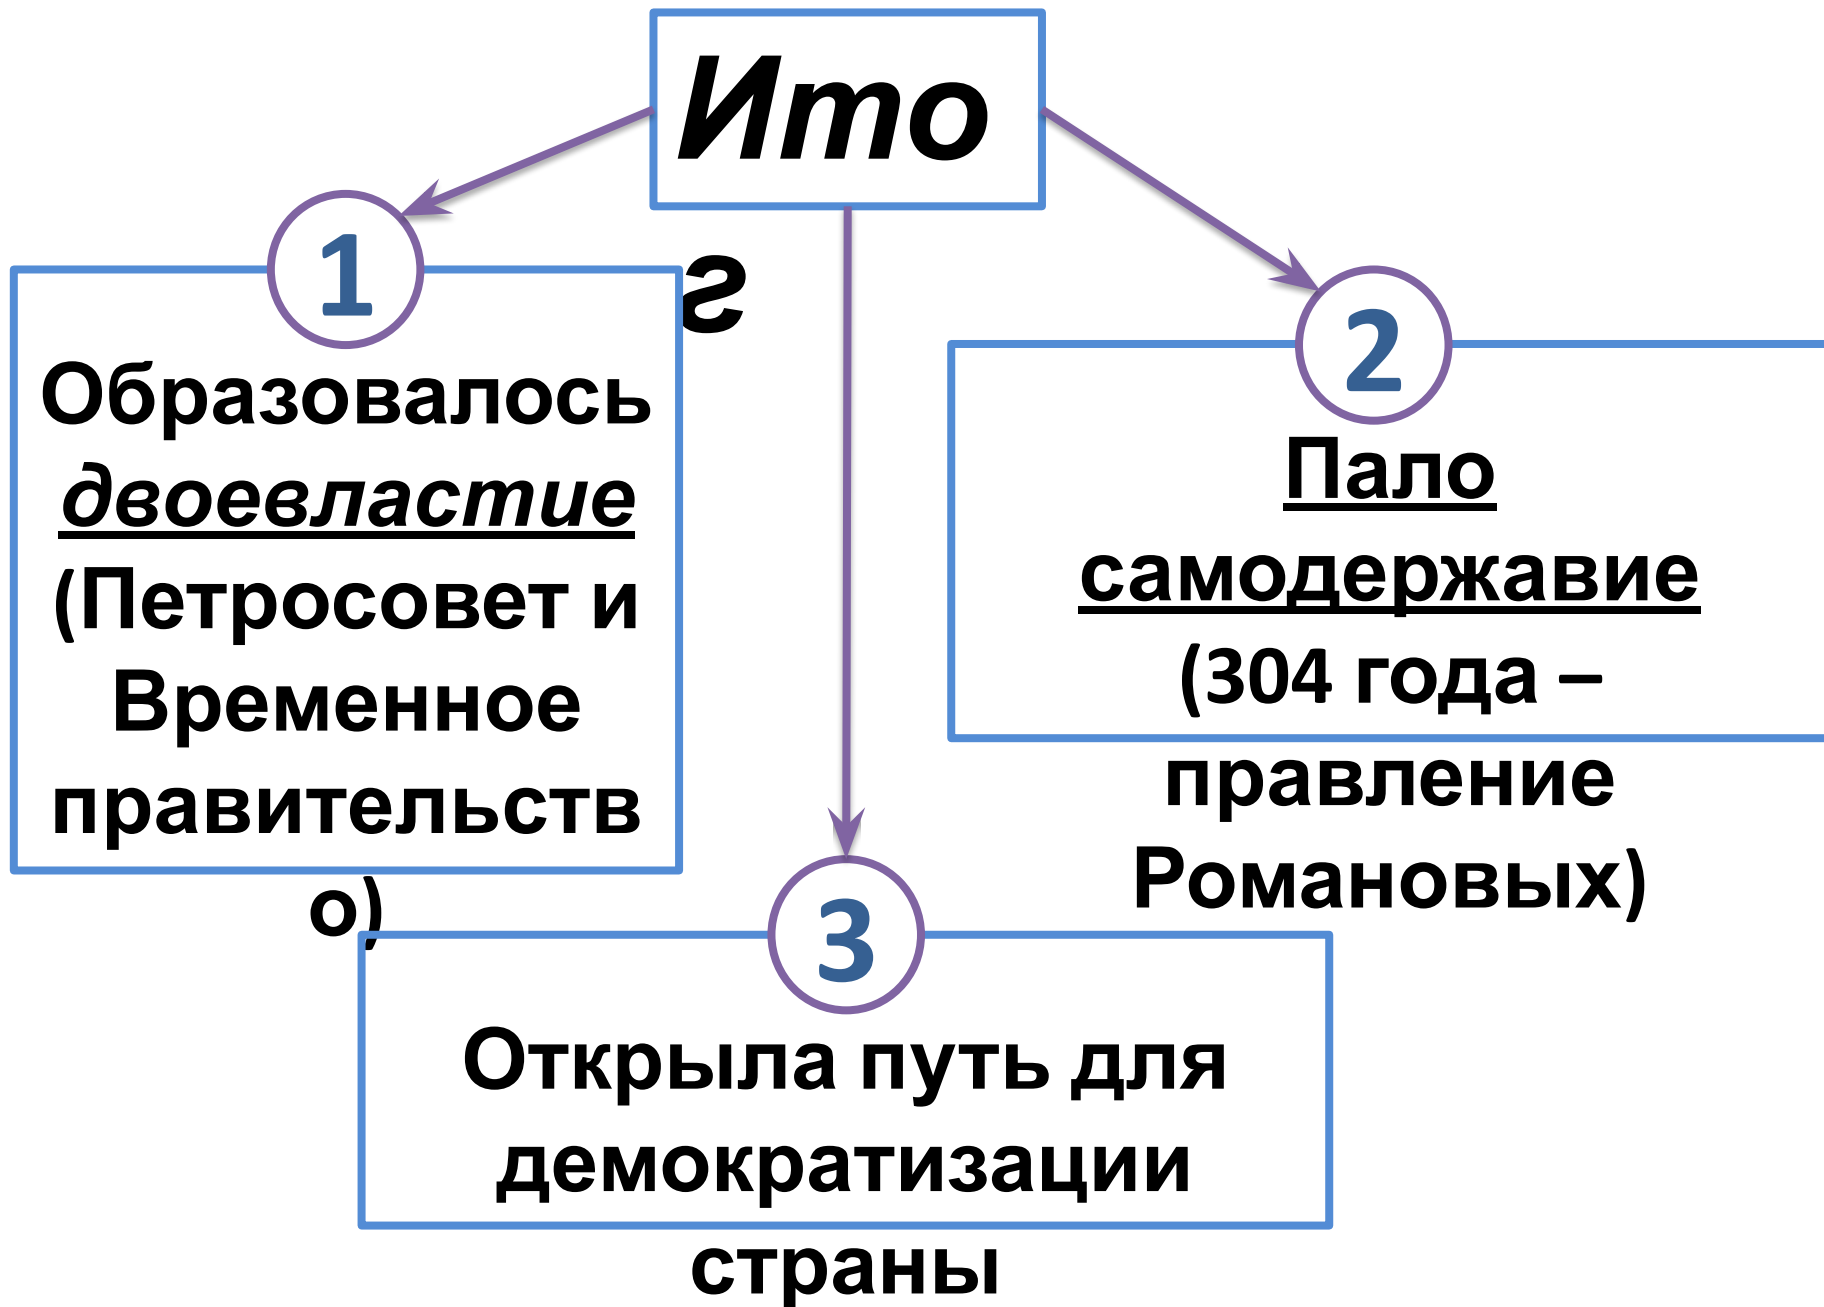 Ито
г
1
Образовалось
двоевластие
(Петросовет и
Временное
правительств
о)
2
Пало
самодержавие
(304 года –
правление
Романовых)
3
Открыла путь для
демократизации
страны